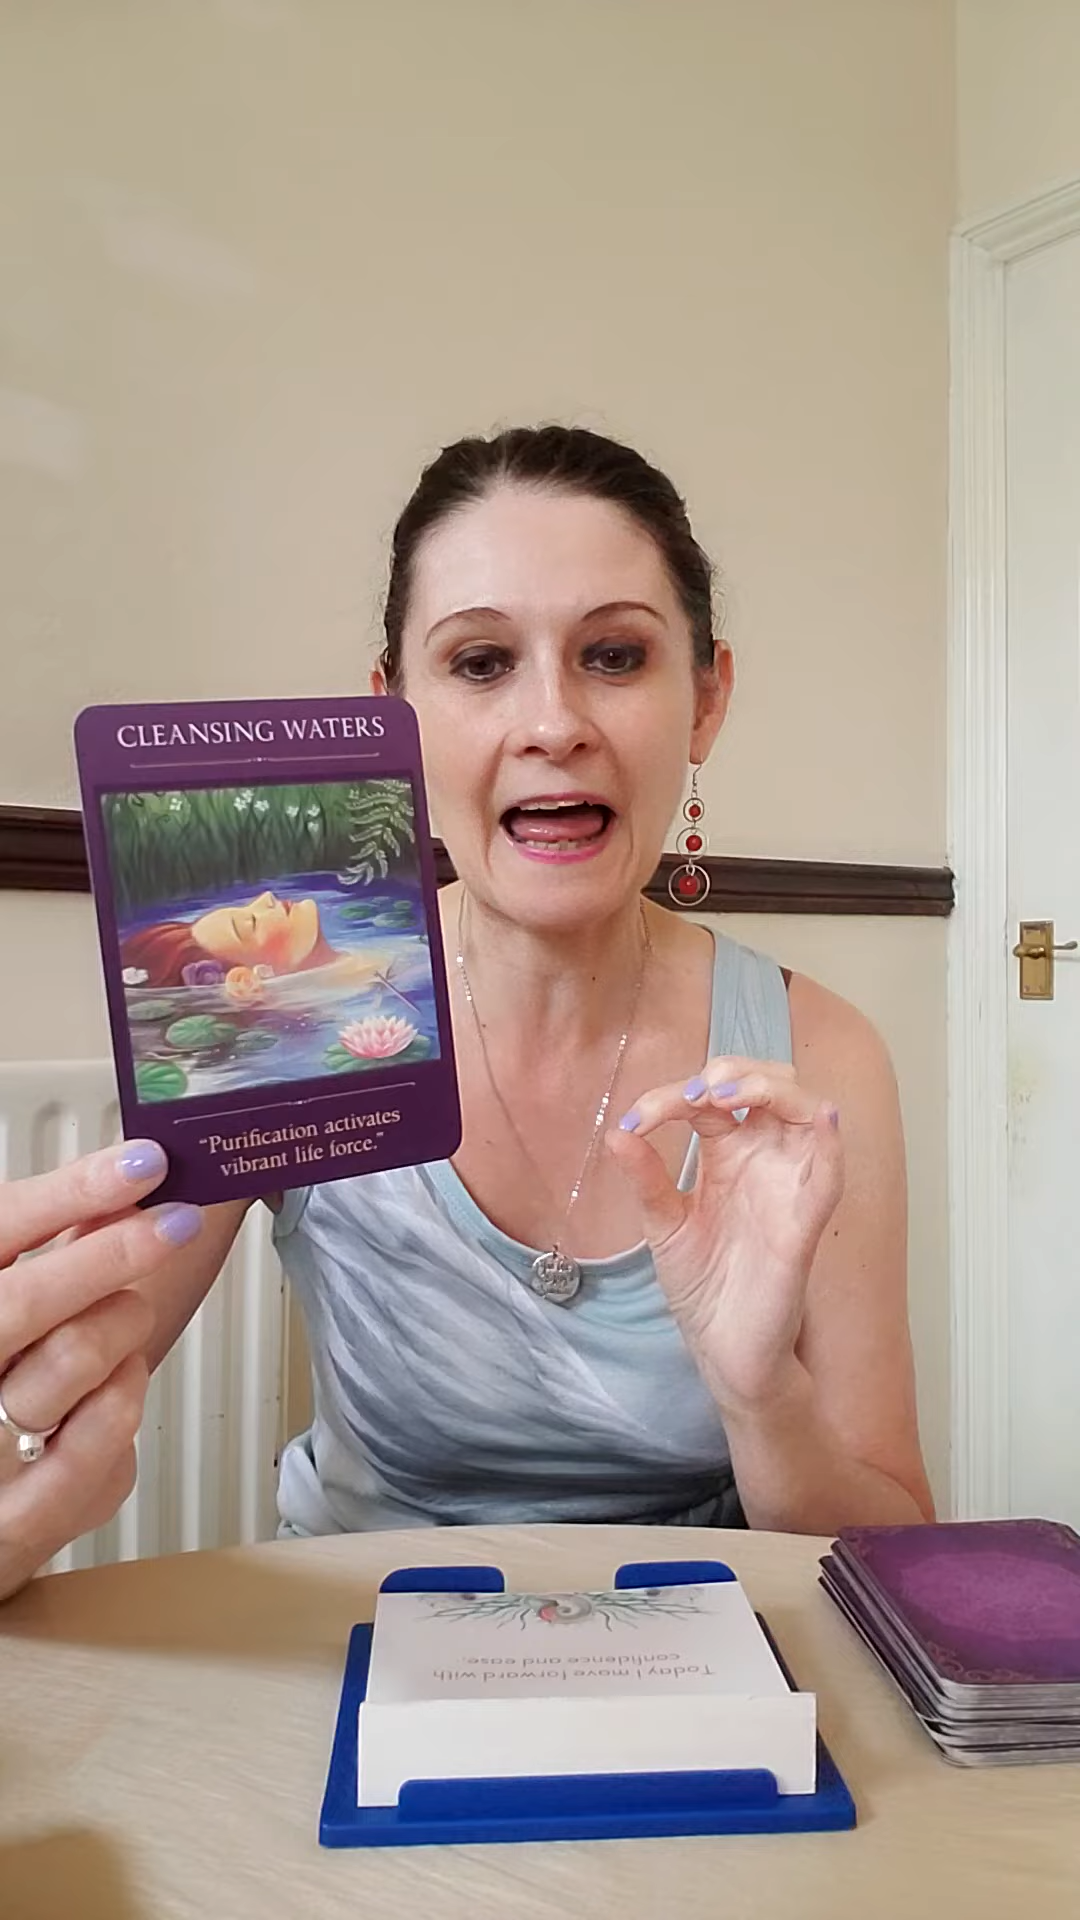 CLEANSING WATERS
“Purification activates
vibrant life force.”
Today I move forward with
confidence and ease.